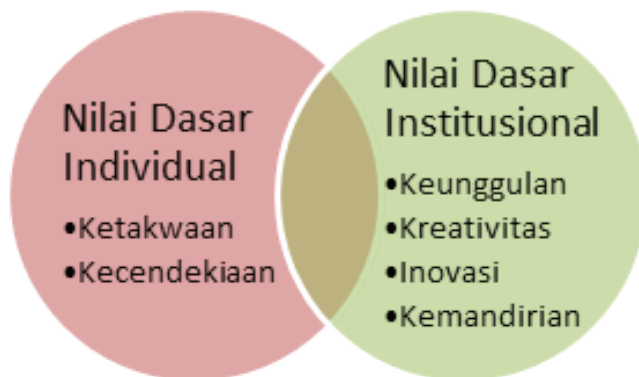 Nilai Dasar
Individual
•Ketakwaan
•Kecendekiaan
Nilai Dasar
Institusional
•Keunggulan
•Kreativitas
•Inovasi
•Kemandirian